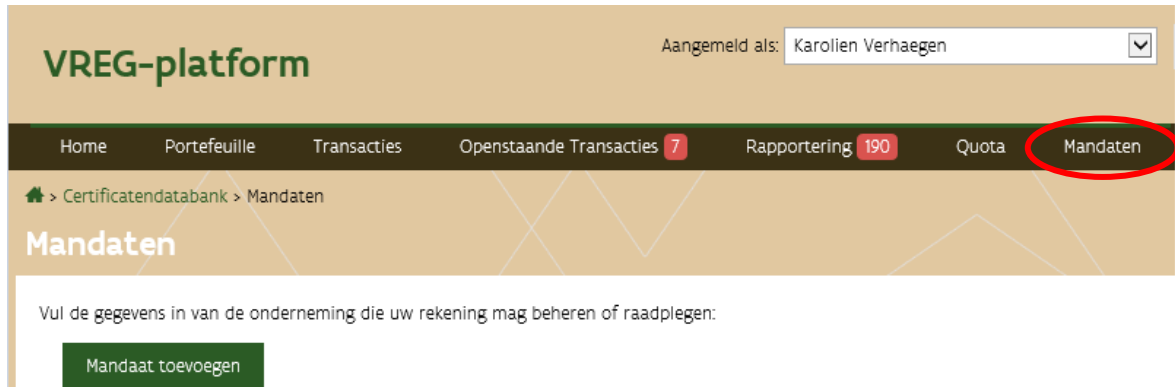 Aangemeld als: Karolien Verhaegen
VREG-platform
Home Portefeuille Transacties Openstaande Transacties 7 Rapportering 190 Quota Mandaten
> Certificatendatabank > Mandaten
Mandaten
Vul de gegevens in van de onderneming die uw rekening mag beheren of raadplegen:
Mandaat toevoegen